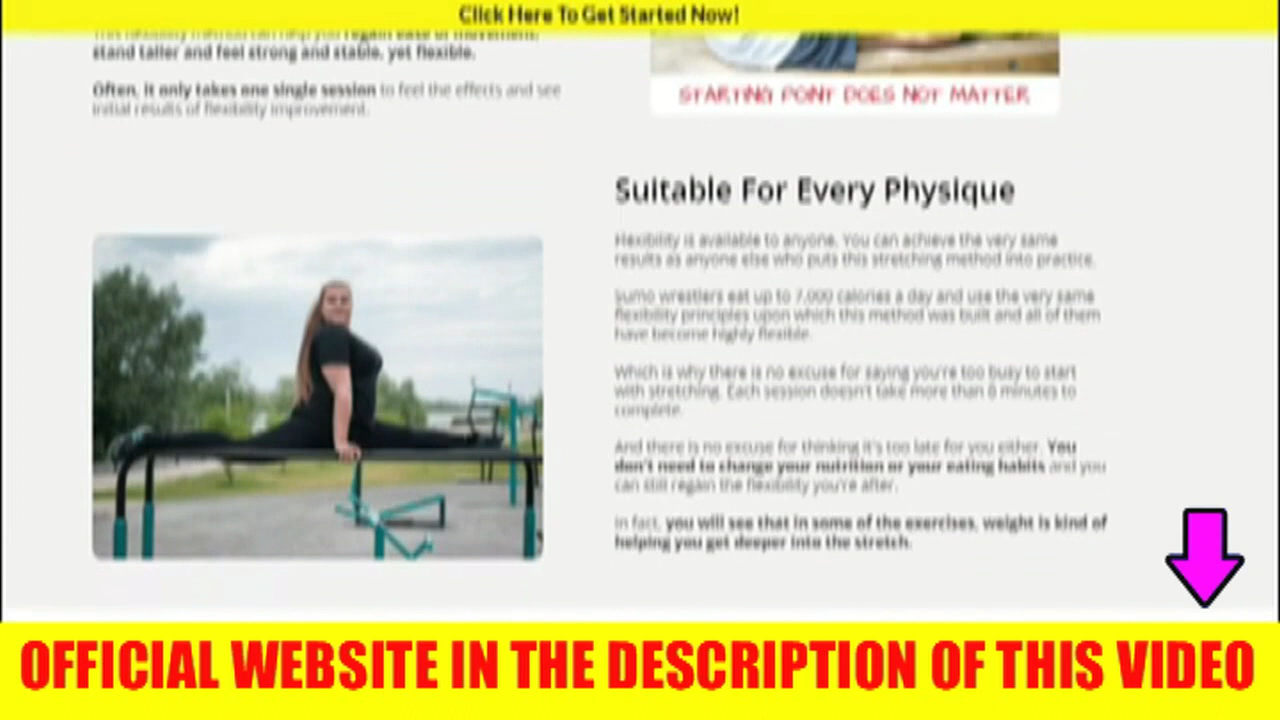 Click Here To Get Started Now!
stand taller and feel strong and stable, yet flexible.
Often, it only takes one single session to feel the effects and see
initial results of flexibility improvement.
STARTING POINT DOES NOT MATTER
Suitable For Every Physique
Flexibility is available to anyone. You can achieve the very same
results as anyone else who puts this stretching method into practice.
Sumo wrestlers eat up to 7,000 calories a day and use the very same
flexibility principles upon which this method was built and all of them
have become highly flexible.
Which is why there is no excuse for saying you're too busy to start
with stretching. Each session doesn't take more than 8 minutes to
complete.
And there is no excuse for thinking it's too late for you either. You
don't need to change your nutrition or your eating habits and you
can still regain the flexibility you're after.
In fact, you will see that in some of the exercises, weight is kind of
helping you get deeper into the stretch.
OFFICIAL WEBSITE IN THE DESCRIPTION OF THIS VIDEO